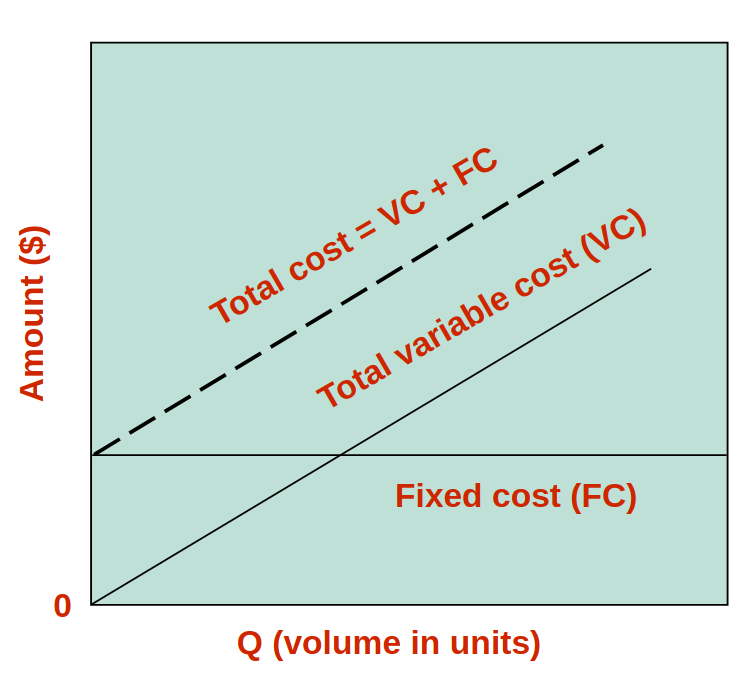 Total cost = VC + FC
Total variable cost (VC)
Amount ($)
Fixed cost (FC)
0
Q (volume in units)